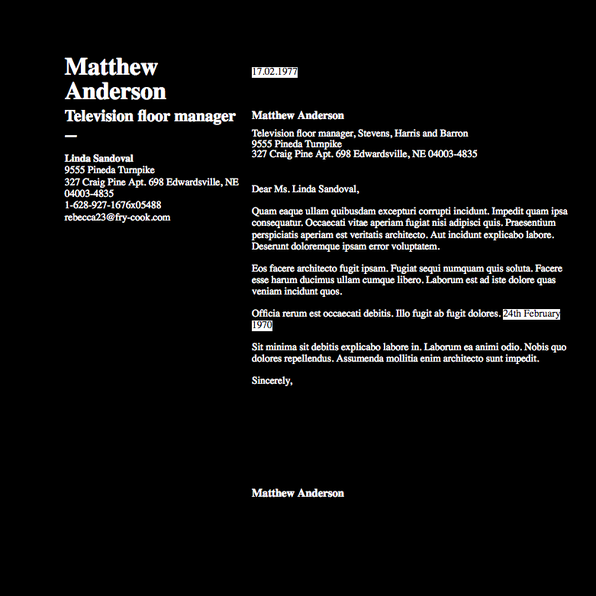 Matthew
Anderson
Television floor manager
—
Linda Sandoval
9555 Pineda Turnpike
327 Craig Pine Apt. 698 Edwardsville, NE
04003-4835
1-628-927-1676x05488
rebecca23@fry-cook.com
17.02.1977
Matthew Anderson
Television floor manager, Stevens, Harris and Barron
9555 Pineda Turnpike
327 Craig Pine Apt. 698 Edwardsville, NE 04003-4835
Dear Ms. Linda Sandoval,
Quam eaque ullam quibusdam excepturi corrupti incidunt. Impedit quam ipsa
consequatur. Occaecati vitae aperiam fugiat nisi adipisci quis. Praesentium
perspiciatis aperiam est veritatis architecto. Aut incidunt explicabo labore.
Deserunt doloremque ipsam error voluptatem.
Eos facere architecto fugit ipsam. Fugiat sequi numquam quis soluta. Facere
esse harum ducimus ullam cumque libero. Laborum est ad iste dolore quas
veniam incidunt quos.
Officia rerum est occaecati debitis. Illo fugit ab fugit dolores. 24th February
1970
Sit minima sit debitis explicabo labore in. Laborum ea animi odio. Nobis quo
dolores repellendus. Assumenda mollitia enim architecto sunt impedit.
Sincerely,
Matthew Anderson